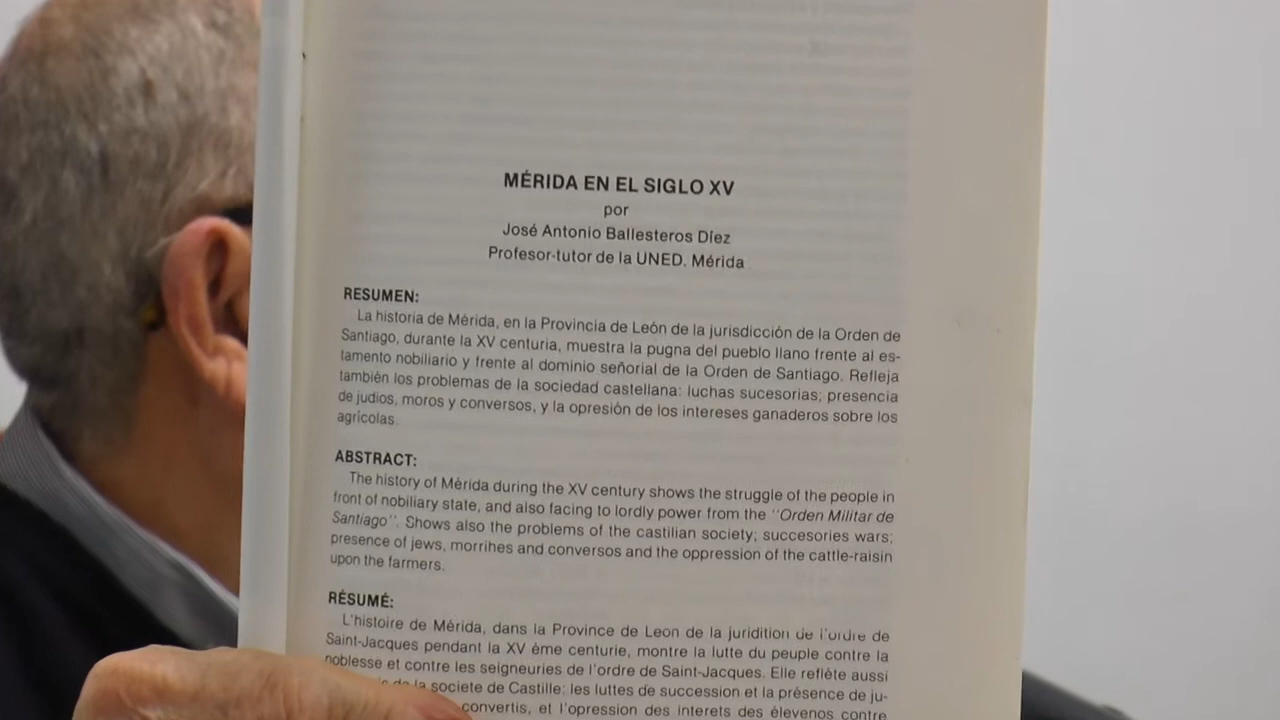 MÉRIDA EN EL SIGLO XV
por
José Antonio Ballesteros Díez
Profesor-tutor de la UNED. Mérida
RESUMEN:
La historia de Mérida, en la Provincia de León de la jurisdicción de la Orden de
Santiago, durante la XV centuria, muestra la pugna del pueblo llano frente al es-
tamento nobiliario y frente al dominio señorial de la Orden de Santiago. Refleja
también los problemas de la sociedad castellana: luchas sucesorias; presencia
de judios, moros y conversos, y la opresión de los intereses ganaderos sobre los
agrícolas.
ABSTRACT:
The history of Mérida during the XV century shows the struggle of the people in
front of nobiliary state, and also facing to lordly power from the ''Orden Militar de
Santiago''. Shows also the problems of the castilian society; succesories wars;
presence of jews, morrihes and conversos and the oppression of the cattle-raisin
upon the farmers.
RÉSUMÉ:
L'histoire de Mérida, dans la Province de Leon de la juridition de l'ordre de
Saint-Jacques pendant la XV ème centurie, montre la lutte du peuple contre la
noblesse et contre les seigneuries de l'ordre de Saint-Jacques. Elle reflète aussi
la societe de Castille: les luttes de succession et la présence de ju-
convertis, et l'opression des interets des élevenos contre